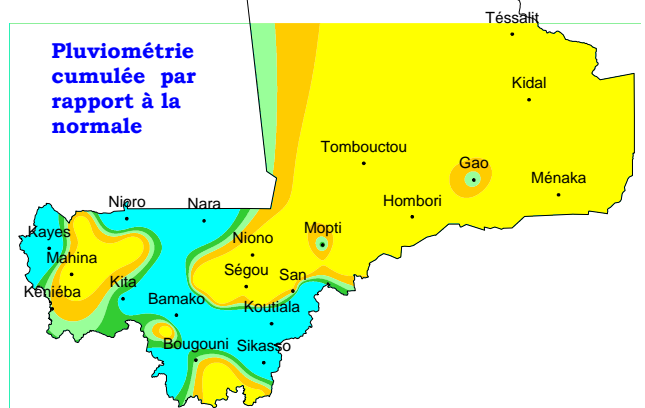 Téssalit
Pluviométrie
cumulée par
rapport à la
normale
Kidal
Tombouctou
Gao
Ménaka
Nioro
Nara
Hombori
Mopti
Kayes
Niono
Mahina
Ségou
San
Kita
Kéniéba
Bamako
Koutiala
Bougouni
Sikasso